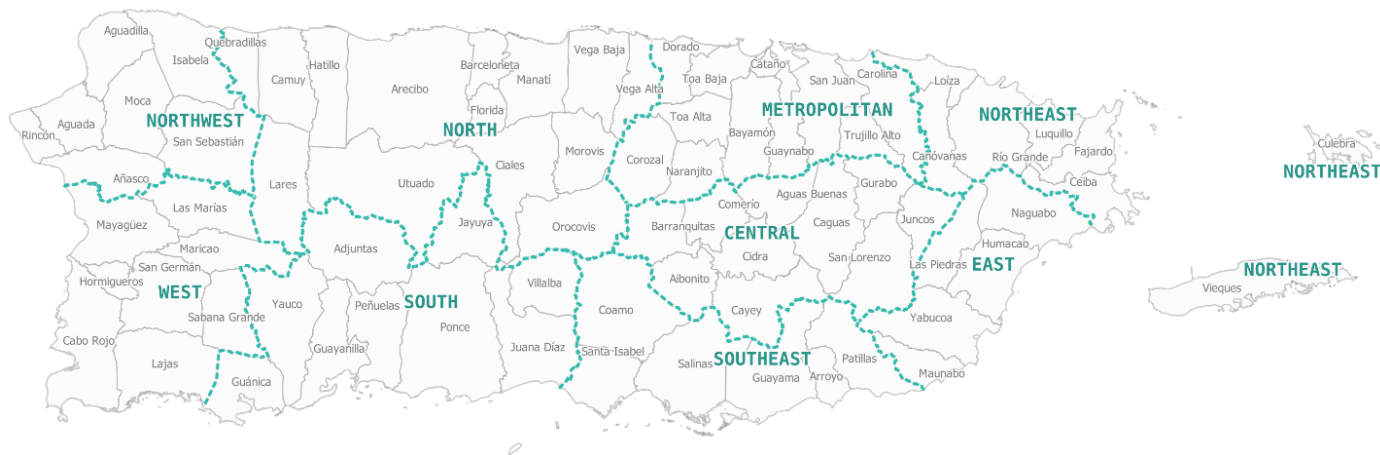 Aguadilla
Quebradillas
Isabela
Hatillo
Camuy
Arecibo
Barceloneta
Manatí
Florida
Vega Baja
Vega Alta
Dorado
Toa Baja
Cataño
San Juan
Carolina
Loíza
Moca
Aguada
Rincón
NORTHWEST
San Sebastián
Añasco
NORTH
Toa Alta
Bayamón
METROPOLITAN
Trujillo Alto
Guaynabo
Canóvanas
NORTHEAST
Luquillo
Río Grande
Fajardo
Ceiba
Culebra
NORTHEAST
Morovis
Ciales
Corozal
Naranjito
Lares
Utuado
Las Marías
Mayagüez
Maricao
Jayuya
Adjuntas
Orocovis
Barranquitas
Comerío
Aguas Buenas
Gurabo
Caguas
Juncos
CENTRAL
Cidra
San Lorenzo
Las Piedras
Naguabo
Humacao
EAST
NORTHEAST
Vieques
San Germán
Hormigueros
WEST
Sabana Grande
Yauco
Peñuelas
SOUTH
Ponce
Villalba
Aibonito
Coamo
Cayey
Yabucoa
Cabo Rojo
Lajas
Guánica
Guayanilla
Juana Díaz
Santa Isabel
Salinas
SOUTHEAST
Guayama
Arroyo
Patillas
Maunabo